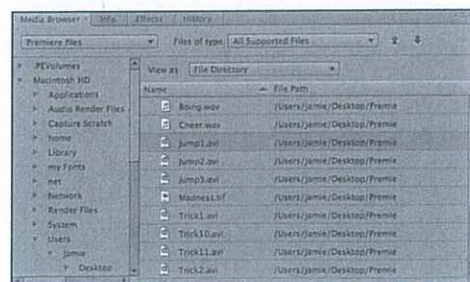 Media Browser × Info Effects History
Premiere files Files of type: All Supported Files
.PEVolumes
Macintosh HD
Applications
Audio Render Files
Capture Scratch
home
Library
my Fonts
net
Network
Render Files
System
Users
Jamie
Desktop
View as: File Directory
Name File Path
Boing.wav /Users/jamie/Desktop/Premie
Cheer.wav /Users/jamie/Desktop/Premie
Jump1.avi /Users/jamie/Desktop/Premie
Jump2.avi /Users/jamie/Desktop/Premie
Jump3.avi /Users/jamie/Desktop/Premie
Madness.tif /Users/jamie/Desktop/Premie
Trick1.avi /Users/jamie/Desktop/Premie
Trick10.avi /Users/jamie/Desktop/Premie
Trick11.avi /Users/jamie/Desktop/Premie
Trick2.avi /Users/jamie/Desktop/Premie